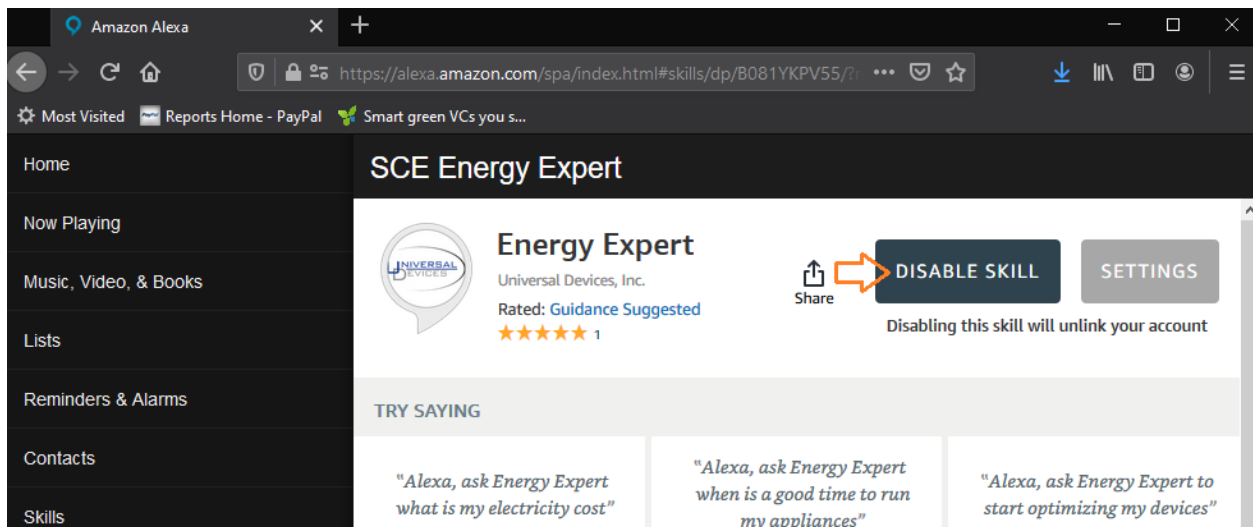 Amazon Alexa
https://alexa.amazon.com/spa/index.html#skills/dp/B081YKPV55/?r
Most Visited Reports Home - PayPal Smart green VCs you s...
Home
Now Playing
Music, Video, & Books
Lists
Reminders & Alarms
Contacts
Skills
SCE Energy Expert
UNIVERSAL
DEVICES
Energy Expert
Universal Devices, Inc.
Rated: Guidance Suggested
1
Share
DISABLE SKILL
SETTINGS
Disabling this skill will unlink your account
TRY SAYING
"Alexa, ask Energy Expert
what is my electricity cost"
"Alexa, ask Energy Expert
when is a good time to run
my appliances"
"Alexa, ask Energy Expert to
start optimizing my devices"